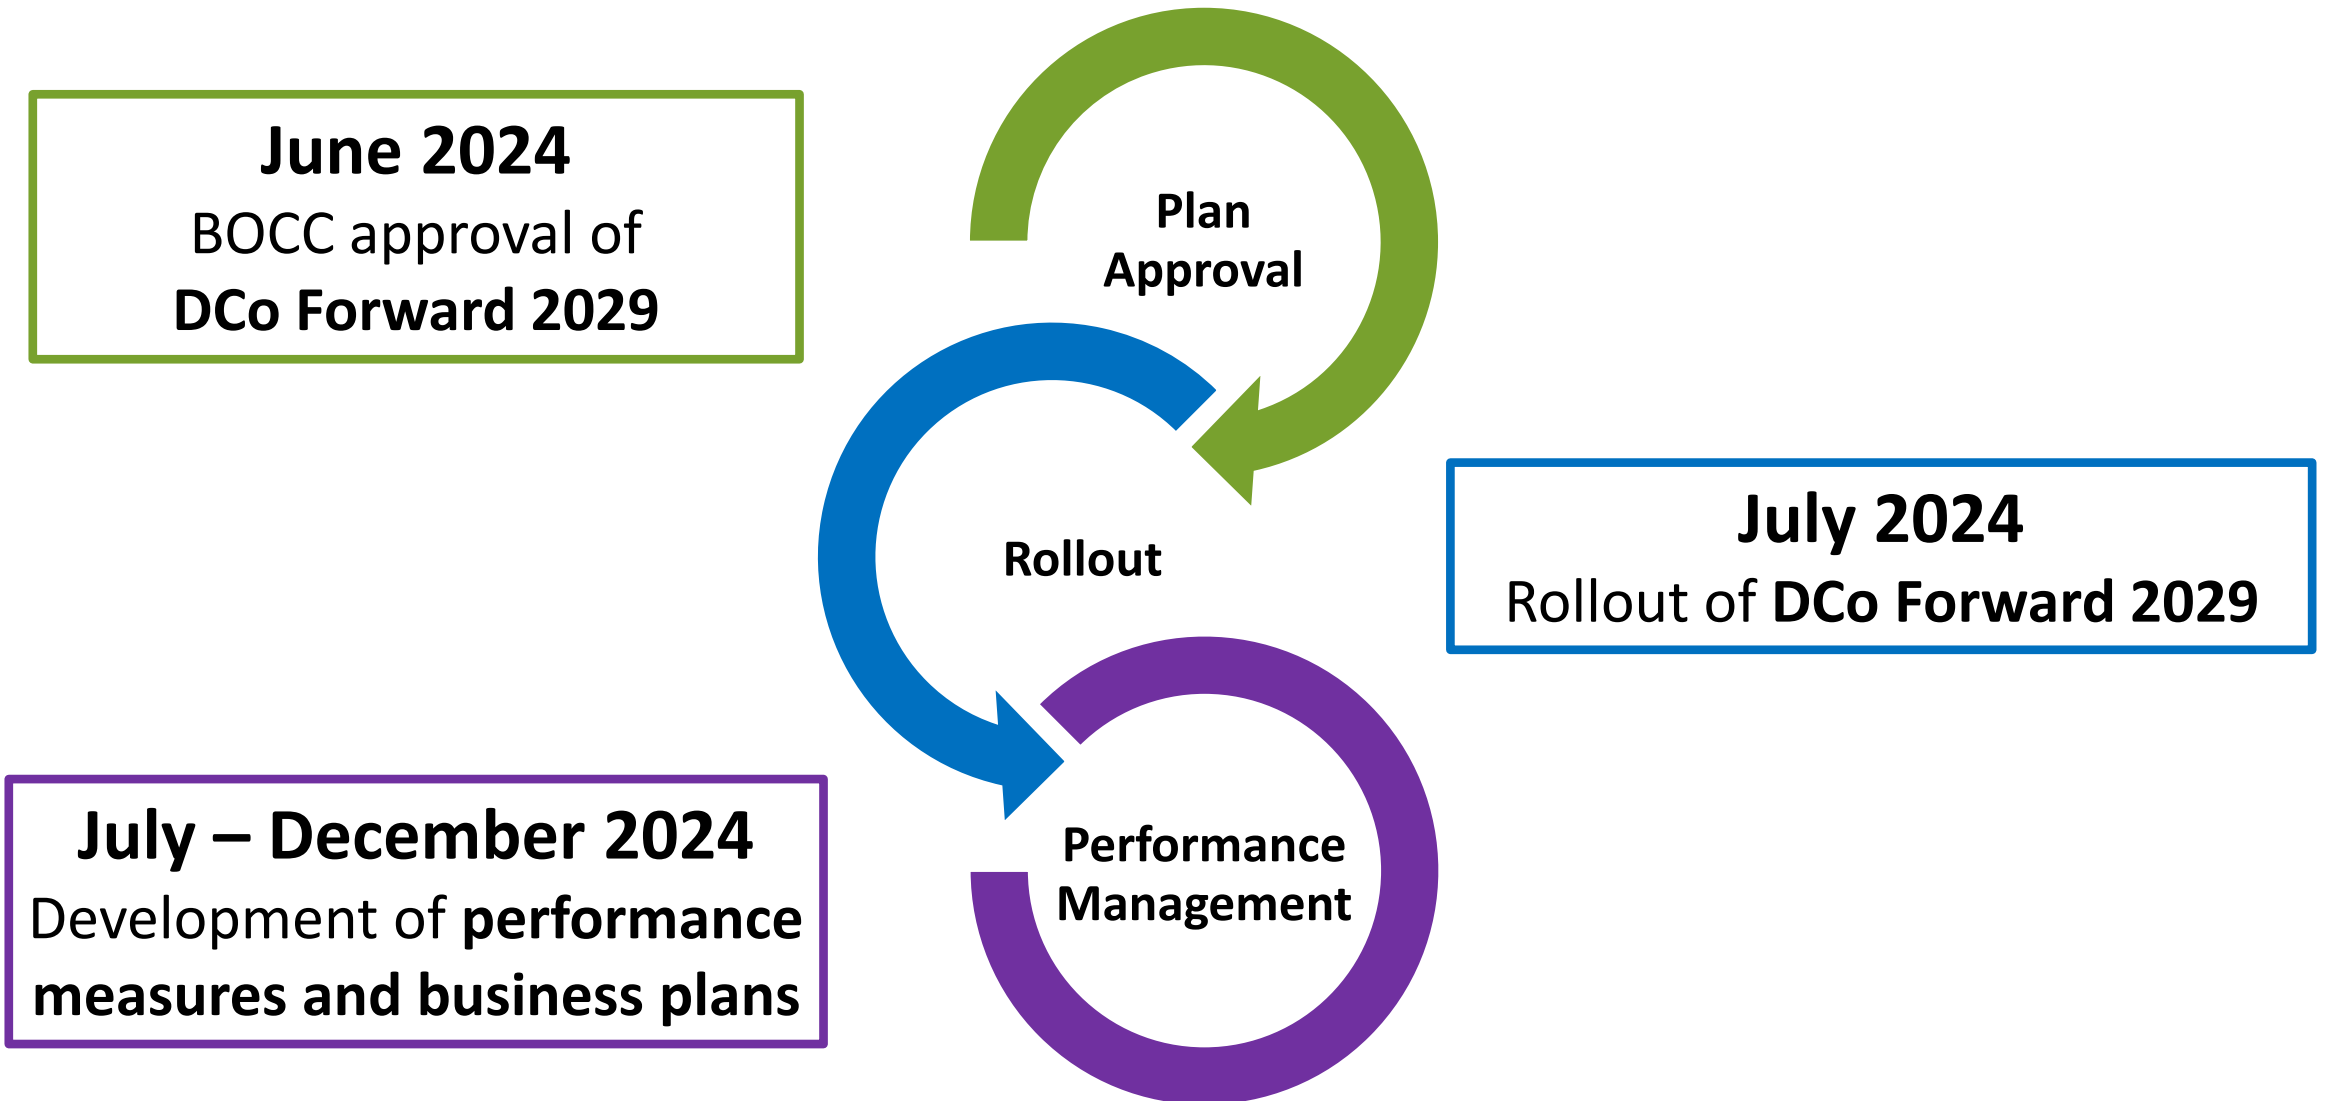 June 2024
BOCC approval of
DCo Forward 2029
Plan
Approval
Rollout
July 2024
Rollout of DCo Forward 2029
July – December 2024
Development of performance
measures and business plans
Performance
Management